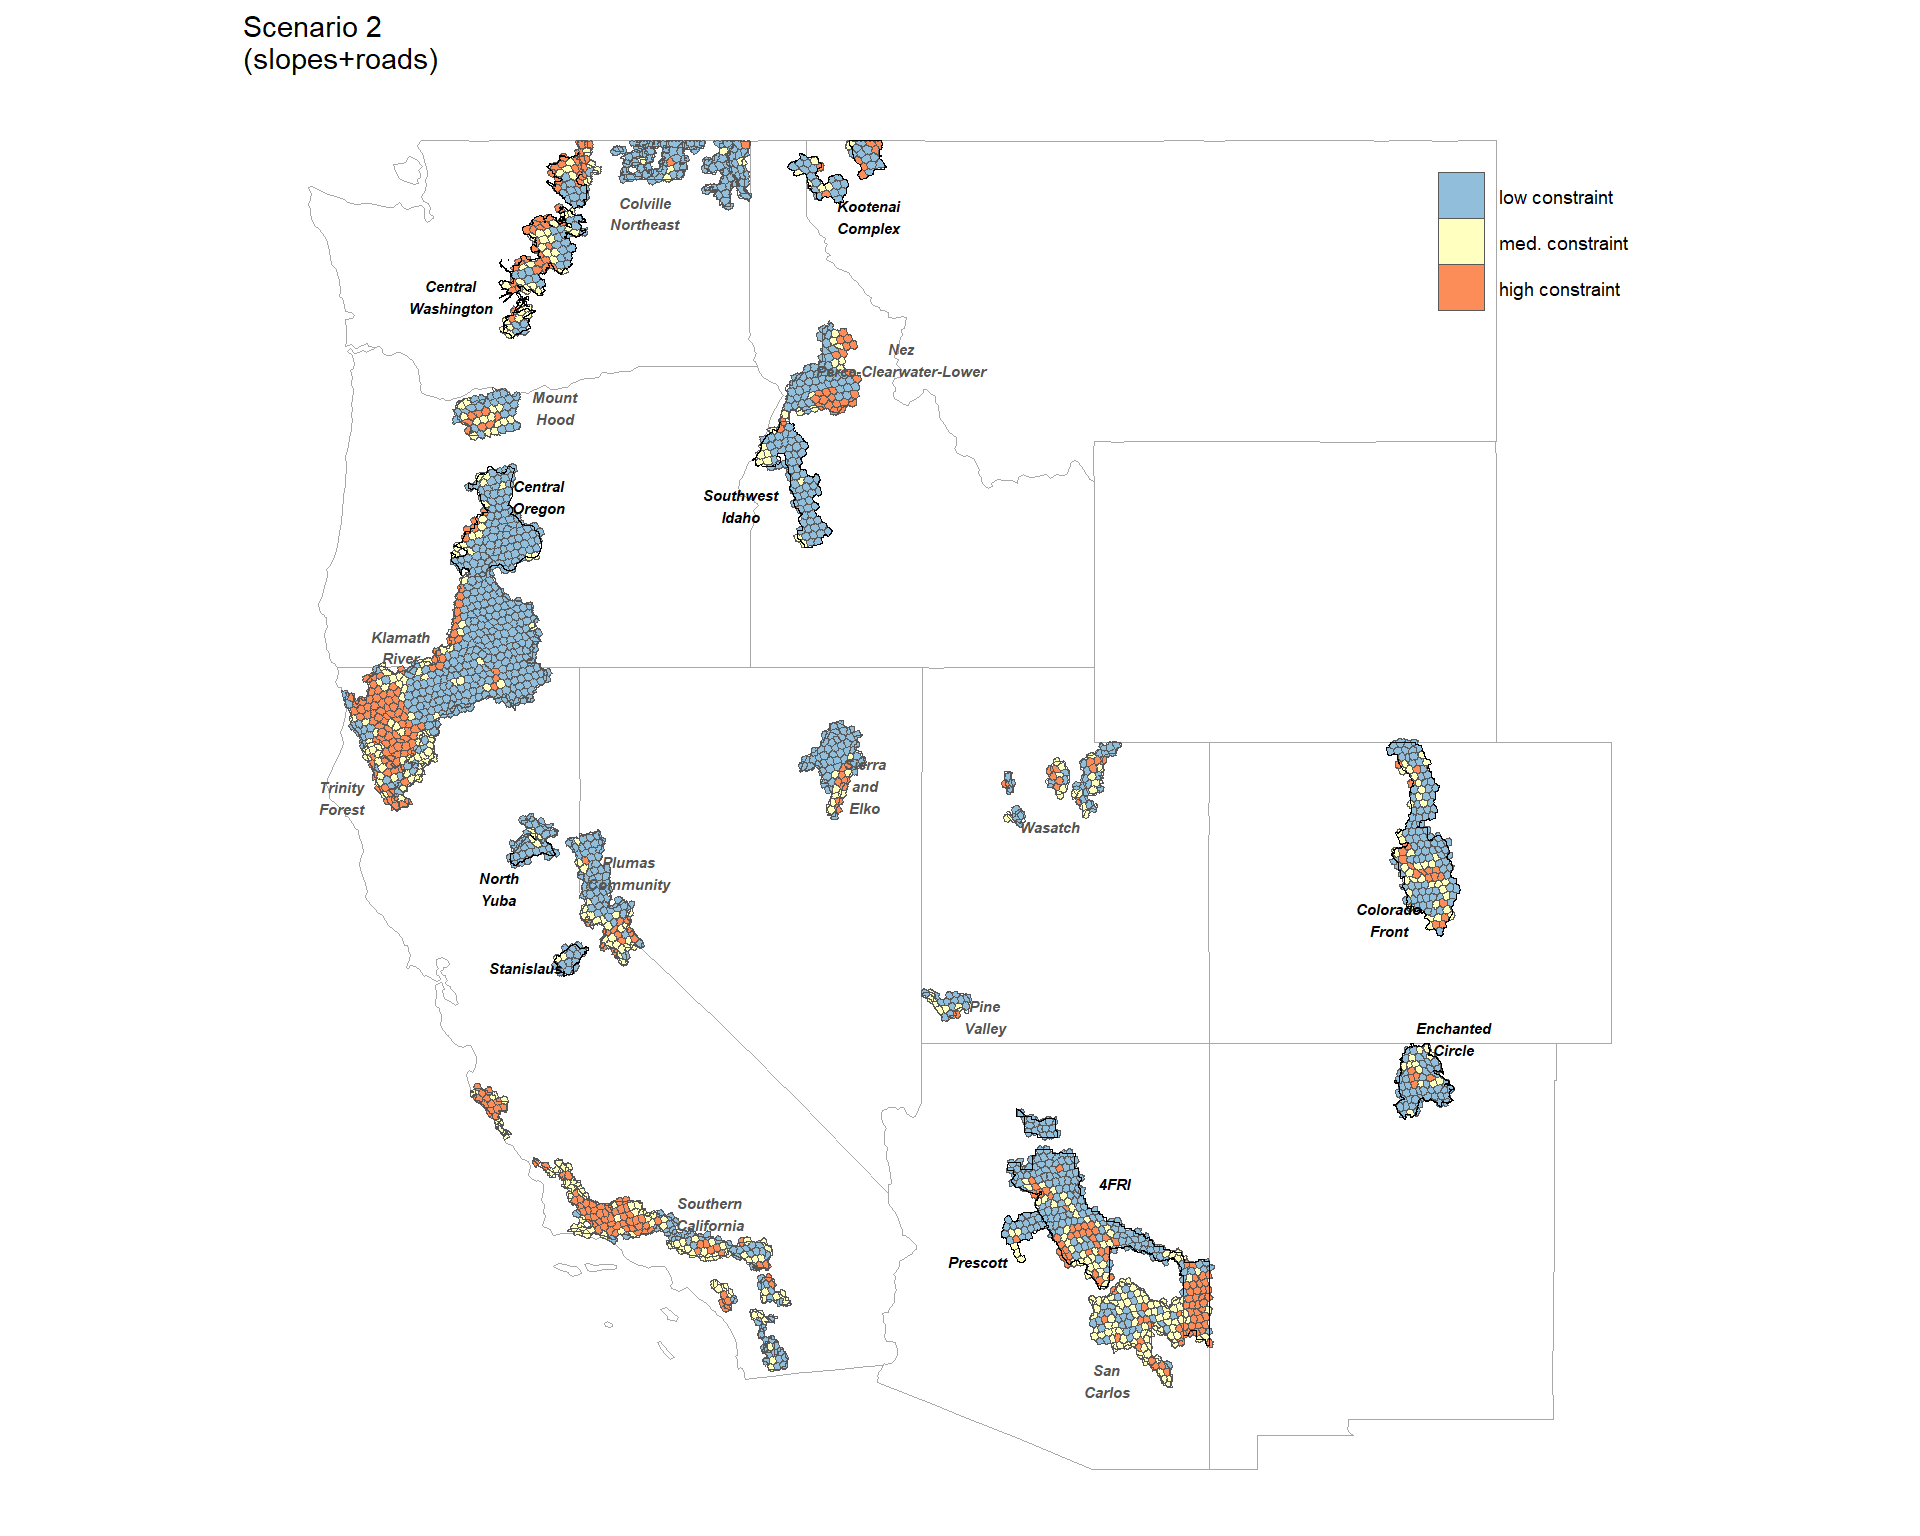 Scenario 2
(slopes+roads)
low constraint
med. constraint
high constraint
Colville
Northeast
Kootenai
Complex
Central
Washington
Nez
Perce-Clearwater-Lower
Mount
Hood
Central
Oregon
Southwest
Idaho
Klamath
River
Trinity
Forest
Sierra
and
Elko
Wasatch
North
Yuba
Plumas
Community
Stanislaus
Colorado
Front
Pine
Valley
Enchanted
Circle
4FRI
Southern
California
Prescott
San
Carlos